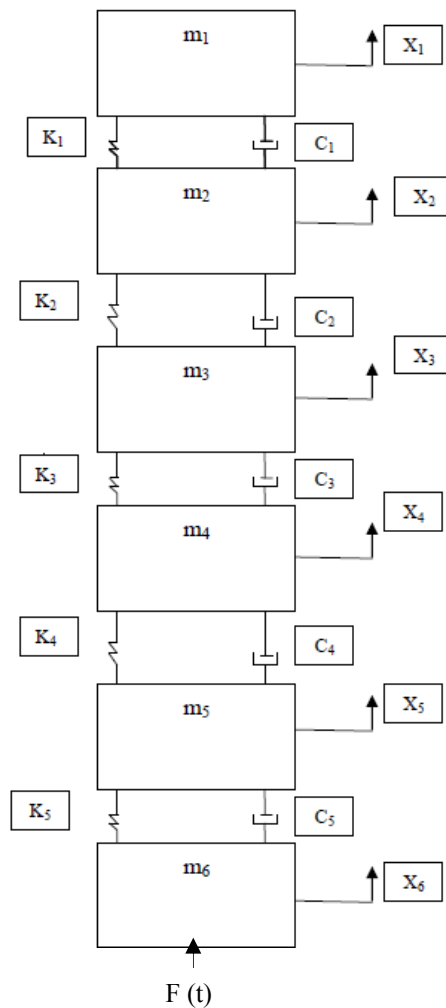 m₁
X₁
K₁
C₁
m₂
X₂
K₂
C₂
m₃
X₃
K₃
C₃
m₄
X₄
K₄
C₄
m₅
X₅
K₅
C₅
m₆
X₆
F (t)